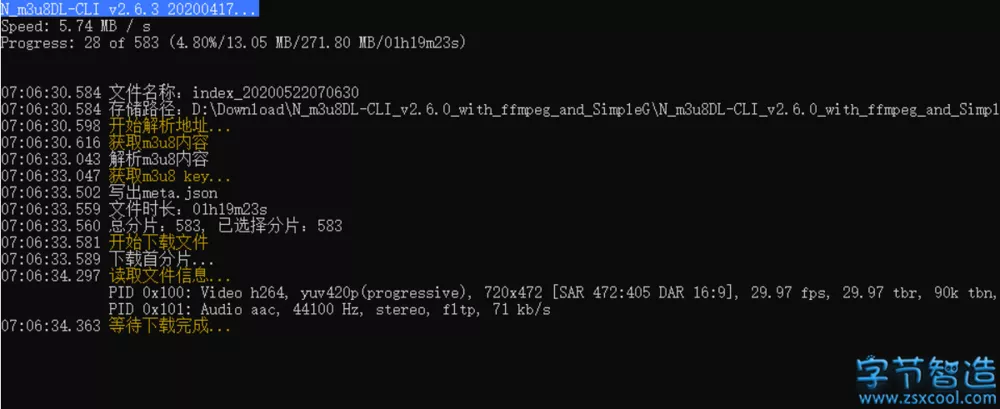 N_m3u8DL-CLI v2.6.3 20200417...
Speed: 5.74 MB / s
Progress: 28 of 583 (4.80%/13.05 MB/271.80 MB/01h19m23s)
07:06:30.584 文件名称：index_20200522070630
07:06:30.584 存储路径：D:\Download\N_m3u8DL-CLI_v2.6.0_with_ffmpeg_and_SimpleG\N_m3u8DL-CLI_v2.6.0_with_ffmpeg_and_Simpl
07:06:30.598 开始解析地址...
07:06:30.616 获取m3u8内容
07:06:33.043 解析m3u8内容
07:06:33.047 获取m3u8 key...
07:06:33.502 写出meta.json
07:06:33.559 文件时长：01h19m23s
07:06:33.560 总分片：583, 已选择分片：583
07:06:33.581 开始下载文件
07:06:33.589 下载首分片...
07:06:34.297 读取文件信息...
PID 0x100: Video h264, yuv420p(progressive), 720x472 [SAR 472:405 DAR 16:9], 29.97 fps, 29.97 tbr, 90k tbn,
PID 0x101: Audio aac, 44100 Hz, stereo, fltp, 71 kb/s
07:06:34.363 等待下载完成...
字节智造
www.zsxcool.com